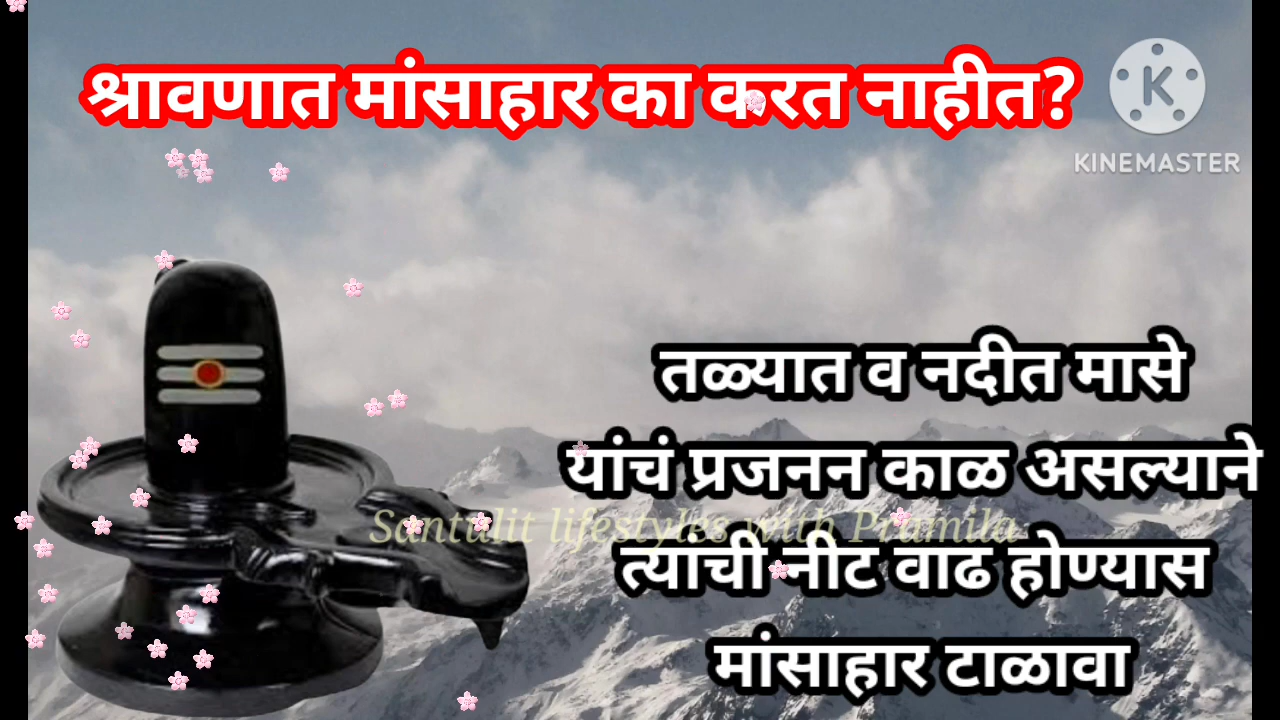 श्रावणात मांसाहार का करत नाहीत?
KINEMASTER
तळ्यात व नदीत मासे
यांचं प्रजनन काळ असल्याने
Santulit lifestyles with Pramila
त्यांची नीट वाढ होण्यास
मांसाहार टाळावा